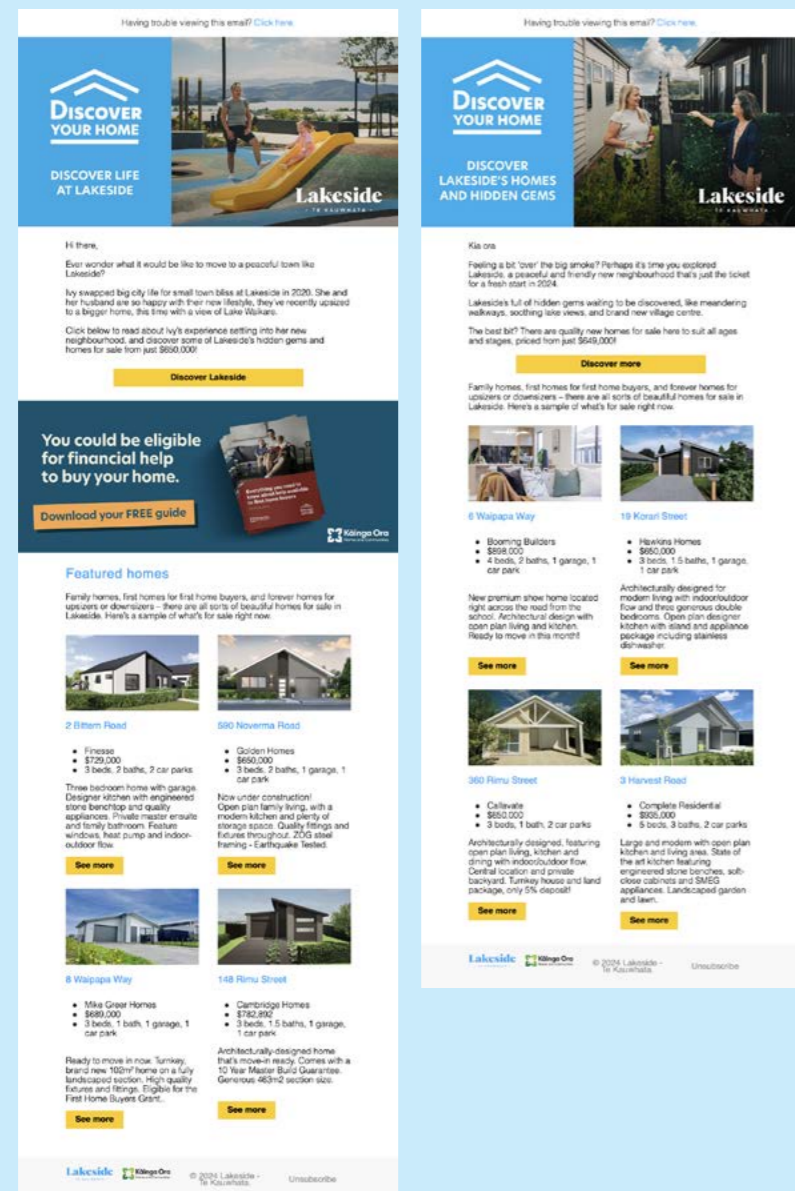 Having trouble viewing this email? Click here.
DISCOVER
YOUR HOME
DISCOVER LIFE
AT LAKESIDE
Lakeside
- TE KAUWHATA -
Hi there,
Ever wonder what it would be like to move to a peaceful town like
Lakeside?
Ivy swapped big city life for small town bliss at Lakeside in 2020. She and
her husband are so happy with their new lifestyle, they've recently upsized
to a bigger home, this time with a view of Lake Waikare.
Click below to read about Ivy's experience settling into her new
neighbourhood, and discover some of Lakeside's hidden gems and
homes for sale from just $650,000!
Discover Lakeside
You could be eligible
for financial help
to buy your home.
Download your FREE guide
Everything you need to
know about help available
to first home buyers
Kāinga Ora
Homes and Communities
Featured homes
Family homes, first homes for first home buyers, and forever homes for
upsizers or downsizers – there are all sorts of beautiful homes for sale in
Lakeside. Here's a sample of what's for sale right now.
2 Bittern Road
• Finesse
• $729,000
• 3 beds, 2 baths, 2 car parks
Three bedroom home with garage.
Designer kitchen with engineered
stone benchtop and quality
appliances. Private master ensuite
and family bathroom. Feature
windows, heat pump and indoor-
outdoor flow.
See more
590 Noverma Road
• Golden Homes
• $650,000
• 3 beds, 2 baths, 1 garage, 1
car park
Now under construction!
Open plan family living, with a
modern kitchen and plenty of
storage space. Quality fittings and
fixtures throughout. ZOG steel
framing - Earthquake Tested.
See more
8 Waipapa Way
• Mike Greer Homes
• $689,000
• 3 beds, 1 bath, 1 garage, 1
car park
Ready to move in now. Turnkey,
brand new 102m² home on a fully
landscaped section. High quality
fixtures and fittings. Eligible for the
First Home Buyers Grant..
See more
148 Rimu Street
• Cambridge Homes
• $782,892
• 3 beds, 1.5 baths, 1 garage,
1 car park
Architecturally-designed home
that's move-in ready. Comes with a
10 Year Master Build Guarantee.
Generous 463m2 section size.
See more
Lakeside
Kāinga Ora
© 2024 Lakeside -
Te Kauwhata.
Unsubscribe
Having trouble viewing this email? Click here.
DISCOVER
YOUR HOME
DISCOVER
LAKESIDE'S HOMES
AND HIDDEN GEMS
Lakeside
- TE KAUWHATA -
Kia ora
Feeling a bit 'over' the big smoke? Perhaps it's time you explored
Lakeside, a peaceful and friendly new neighbourhood that's just the ticket
for a fresh start in 2024.
Lakeside's full of hidden gems waiting to be discovered, like meandering
walkways, soothing lake views, and brand new village centre.
The best bit? There are quality new homes for sale here to suit all ages
and stages, priced from just $649,000!
Discover more
Family homes, first homes for first home buyers, and forever homes for
upsizers or downsizers – there are all sorts of beautiful homes for sale in
Lakeside. Here's a sample of what's for sale right now.
6 Waipapa Way
• Booming Builders
• $898,000
• 4 beds, 2 baths, 1 garage, 1
car park
New premium show home located
right across the road from the
school. Architectural design with
open plan living and kitchen.
Ready to move in this month!
See more
19 Korari Street
• Hawkins Homes
• $650,000
• 3 beds, 1.5 baths, 1 garage,
1 car park
Architecturally designed for
modern living with indoor/outdoor
flow and three generous double
bedrooms. Open plan designer
kitchen with island and appliance
package including stainless
dishwasher.
See more
360 Rimu Street
• Callavate
• $650,000
• 3 beds, 1 bath, 2 car parks
Architecturally designed, featuring
open plan living, kitchen and
dining with indoor/outdoor flow.
Central location and private
backyard. Turnkey house and land
package, only 5% deposit!
See more
3 Harvest Road
• Complete Residential
• $935,000
• 5 beds, 3 baths, 2 car parks
Large and modern with open plan
kitchen and living area. State of
the art kitchen featuring
engineered stone benches, soft-
close cabinets and SMEG
appliances. Landscaped garden
and lawn.
See more
Lakeside
Kāinga Ora
© 2024 Lakeside -
Te Kauwhata.
Unsubscribe